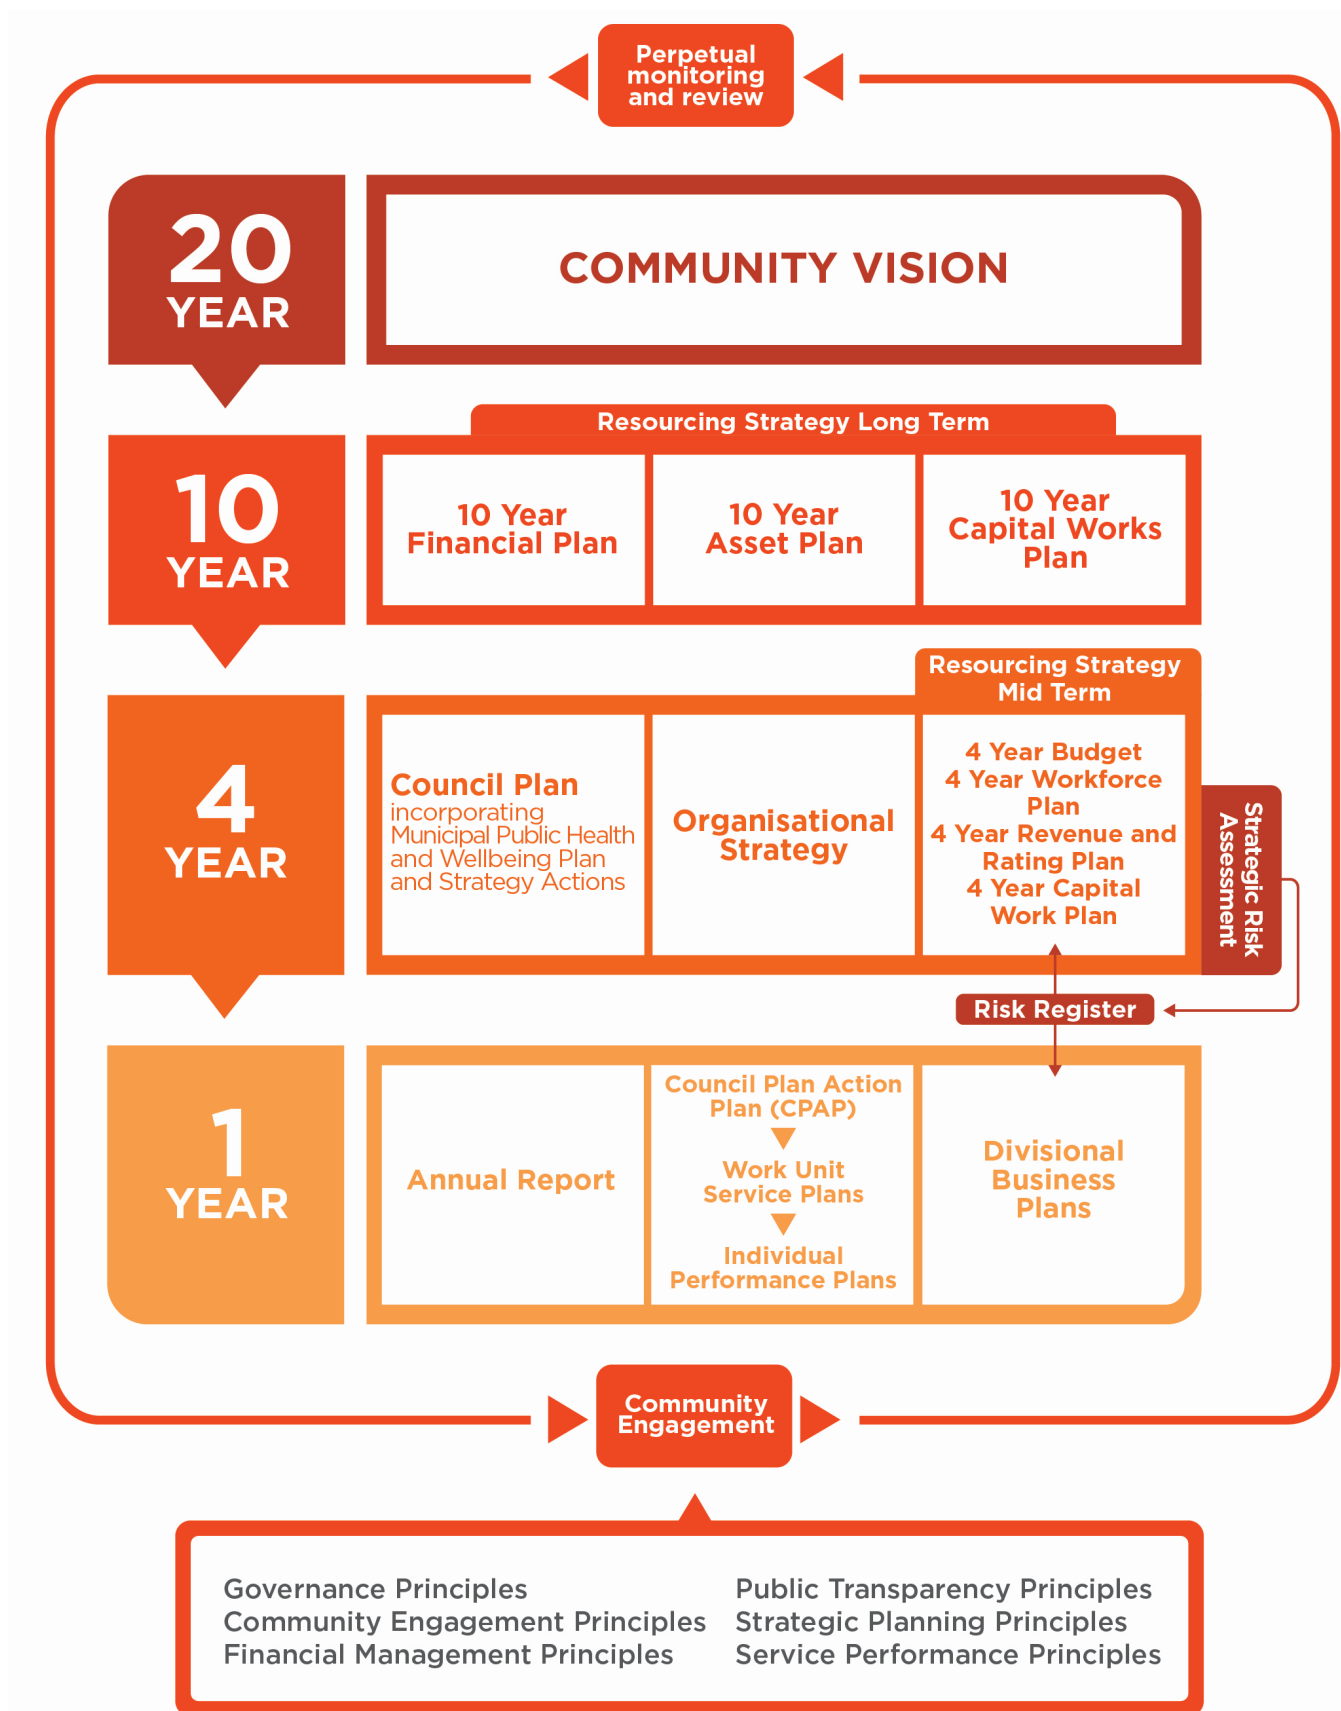 Perpetual
monitoring
and review
20
YEAR
COMMUNITY VISION
Resourcing Strategy Long Term
10
YEAR
10 Year
Financial Plan
10 Year
Asset Plan
10 Year
Capital Works
Plan
Resourcing Strategy
Mid Term
4
YEAR
Council Plan
incorporating
Municipal Public Health
and Wellbeing Plan
and Strategy Actions
Organisational
Strategy
4 Year Budget
4 Year Workforce
Plan
4 Year Revenue and
Rating Plan
4 Year Capital
Work Plan
Strategic Risk
Assessment
Risk Register
1
YEAR
Annual Report
Council Plan Action
Plan (CPAP)
Work Unit
Service Plans
Individual
Performance Plans
Divisional
Business
Plans
Community
Engagement
Governance Principles
Community Engagement Principles
Financial Management Principles
Public Transparency Principles
Strategic Planning Principles
Service Performance Principles